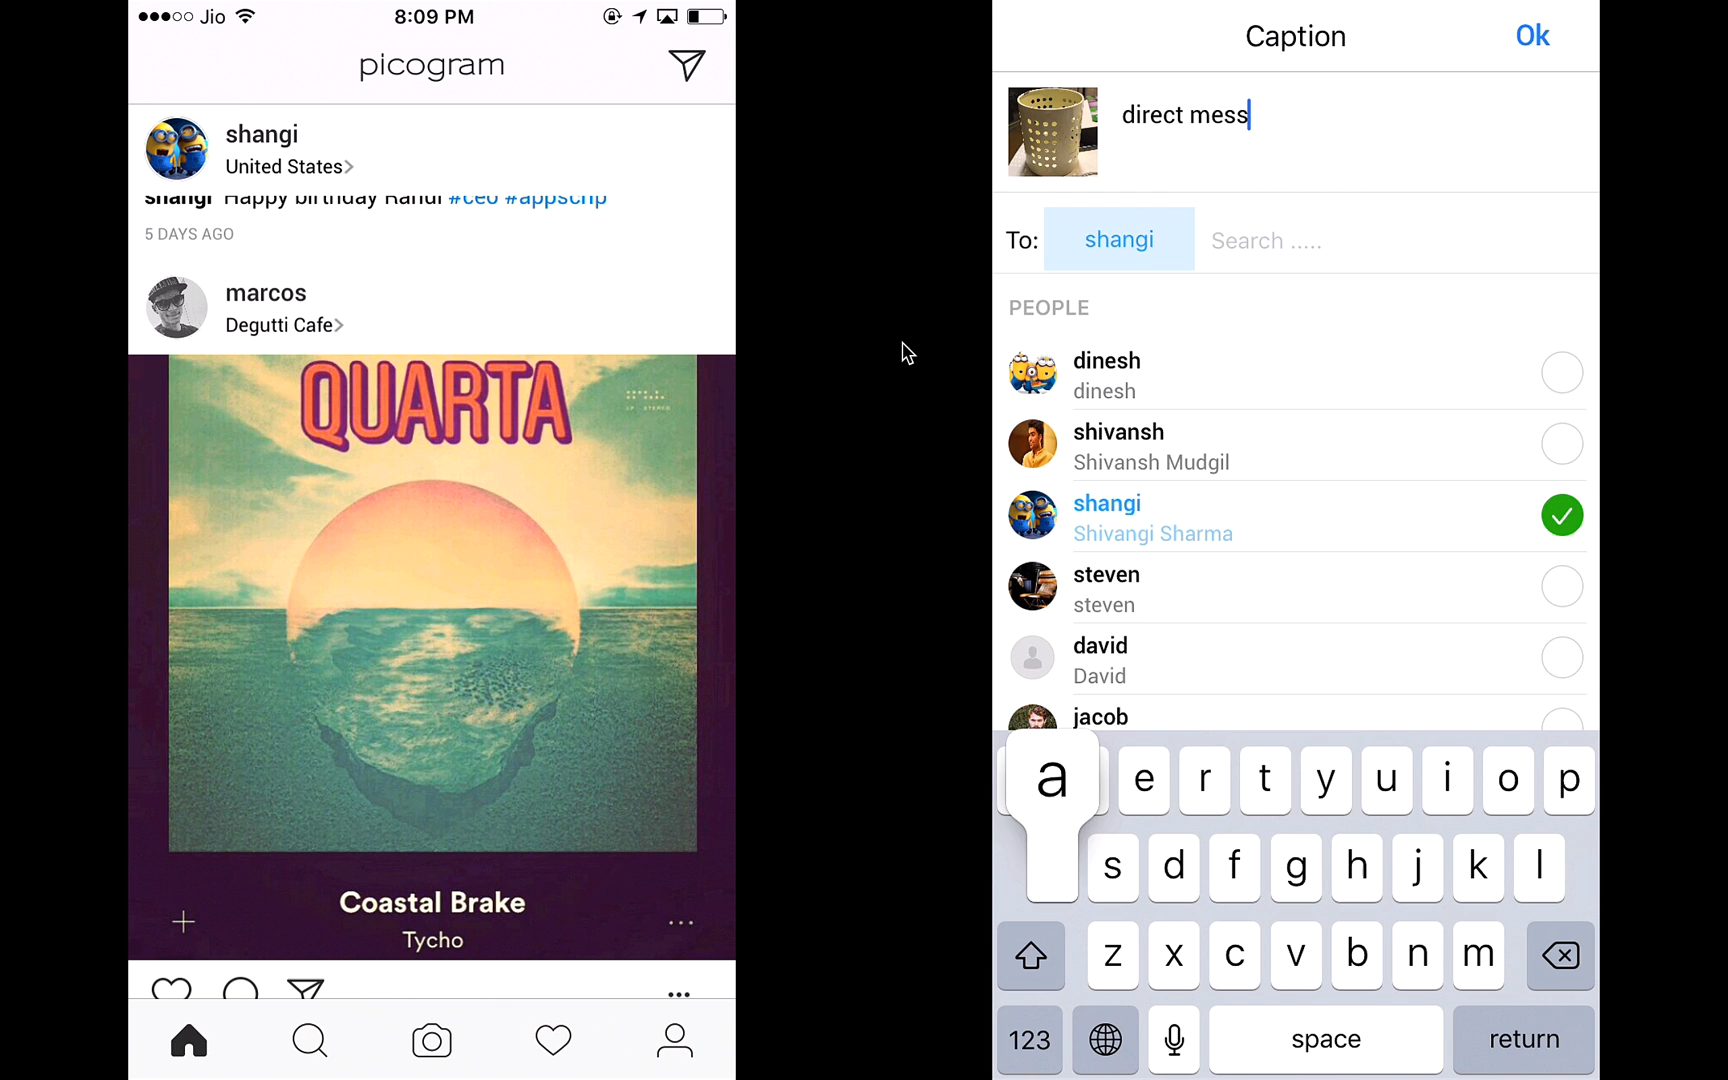 Jio
8:09 PM
picogram
shangi
United States>
shangi Happy birthday Rahul #ceo #appscrip
5 DAYS AGO
marcos
Degutti Cafe>
QUARTA
Coastal Brake
Tycho
Caption
Ok
direct mess
To: shangi Search .....
PEOPLE
dinesh
dinesh
shivansh
Shivansh Mudgil
shangi
Shivangi Sharma
steven
steven
david
David
jacob
a e r t y u i o p
s d f g h j k l
z x c v b n m
123 space return